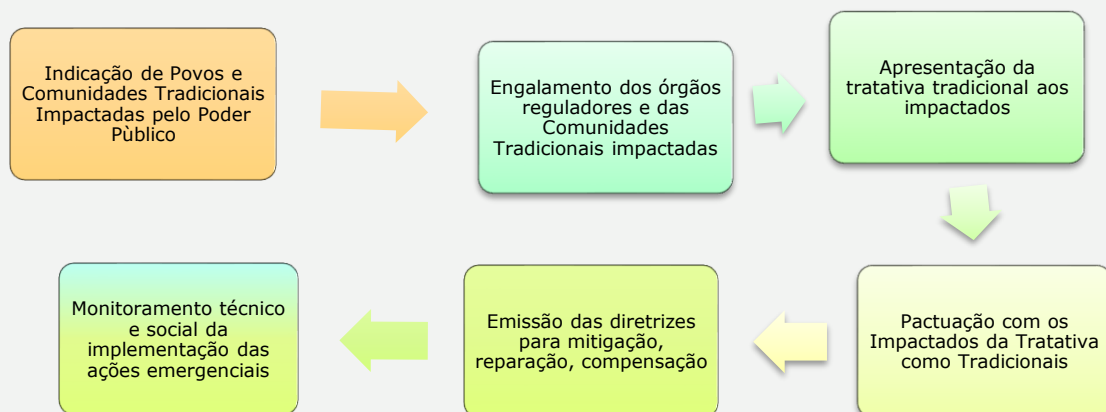 Indicação de Povos e
Comunidades Tradicionais
Impactadas pelo Poder
Pùblico
Engalamento dos órgãos
reguladores e das
Comunidades
Tradicionais impactadas
Apresentação da
tratativa tradicional aos
impactados
Pactuação com os
Impactados da Tratativa
como Tradicionais
Emissão das diretrizes
para mitigação,
reparação, compensação
Monitoramento técnico
e social da
implementação das
ações emergenciais